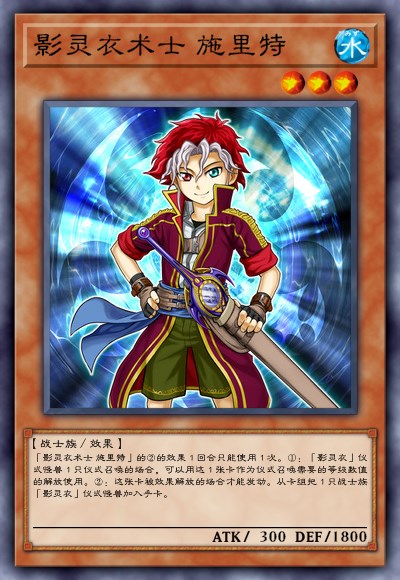 影灵衣术士 施里特
水
【战士族／效果】
「影灵衣术士 施里特」的②的效果1回合只能使用1次。①：「影灵衣」仪
式怪兽1只仪式召唤的场合，可以用这1张卡作为仪式召唤需要的等级数值
的解放使用。②：这张卡被效果解放的场合才能发动。从卡组把1只战士族
「影灵衣」仪式怪兽加入手卡。
ATK/ 300 DEF/1800